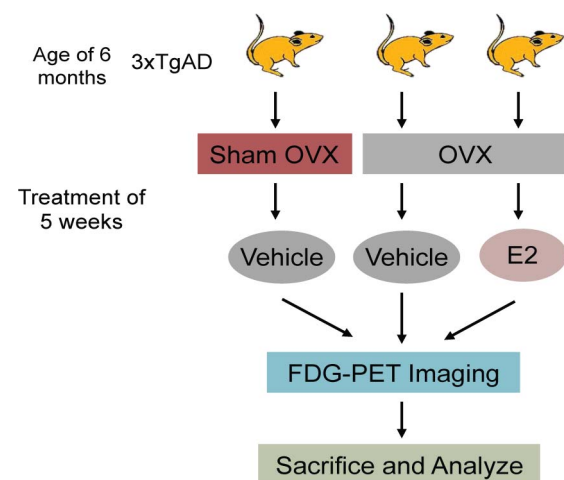 Age of 6
months
3xTgAD
Sham OVX
OVX
Treatment of
5 weeks
Vehicle
Vehicle
E2
FDG-PET Imaging
Sacrifice and Analyze